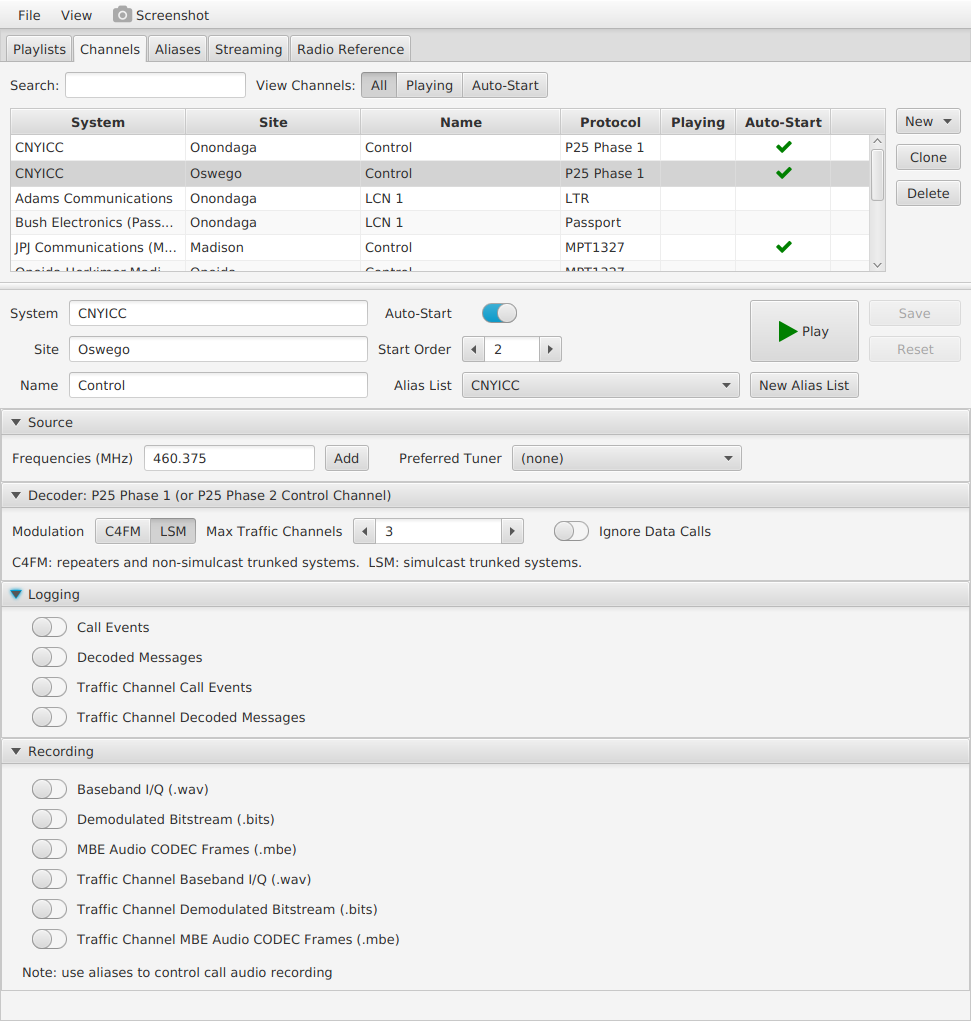 File View Screenshot
Playlists Channels Aliases Streaming Radio Reference
Search: View Channels: All Playing Auto-Start
System Site Name Protocol Playing Auto-Start New
CNYICC Onondaga Control P25 Phase 1
CNYICC Oswego Control P25 Phase 1 Clone
Adams Communications Onondaga LCN 1 LTR Delete
Bush Electronics (Pass... Onondaga LCN 1 Passport
JPJ Communications (M... Madison Control MPT1327
System CNYICC Auto-Start Play Save
Site Oswego Start Order 2 Reset
Name Control Alias List CNYICC New Alias List
Source
Frequencies (MHz) 460.375 Add Preferred Tuner (none)
Decoder: P25 Phase 1 (or P25 Phase 2 Control Channel)
Modulation C4FM LSM Max Traffic Channels 3 Ignore Data Calls
C4FM: repeaters and non-simulcast trunked systems. LSM: simulcast trunked systems.
Logging
Call Events
Decoded Messages
Traffic Channel Call Events
Traffic Channel Decoded Messages
Recording
Baseband I/Q (.wav)
Demodulated Bitstream (.bits)
MBE Audio CODEC Frames (.mbe)
Traffic Channel Baseband I/Q (.wav)
Traffic Channel Demodulated Bitstream (.bits)
Traffic Channel MBE Audio CODEC Frames (.mbe)
Note: use aliases to control call audio recording